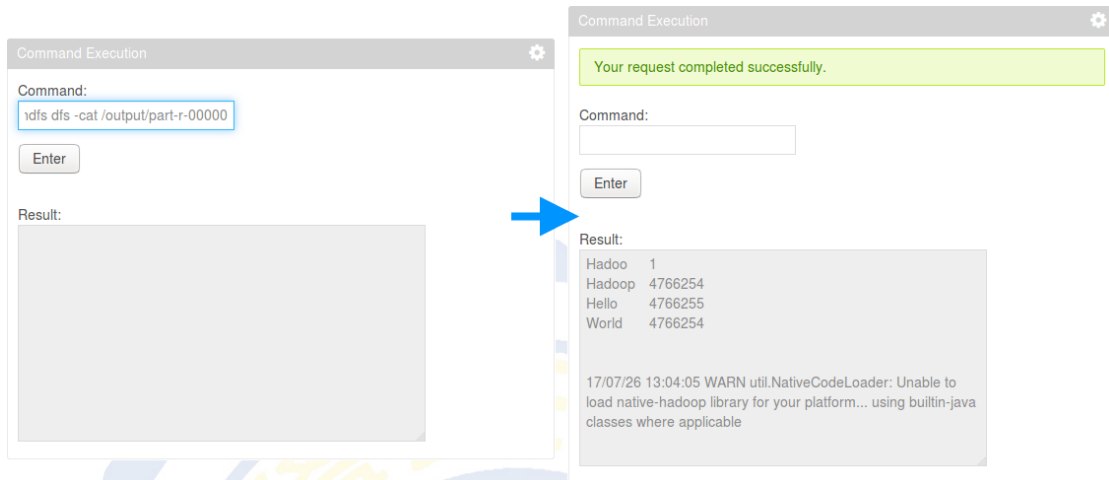 Command Execution
Command:
hdfs dfs -cat /output/part-r-00000
Enter
Result:
Command Execution
Your request completed successfully.
Command:
Enter
Result:
Hadoo 1
Hadoop 4766254
Hello 4766255
World 4766254
17/07/26 13:04:05 WARN util.NativeCodeLoader: Unable to
load native-hadoop library for your platform... using builtin-java
classes where applicable